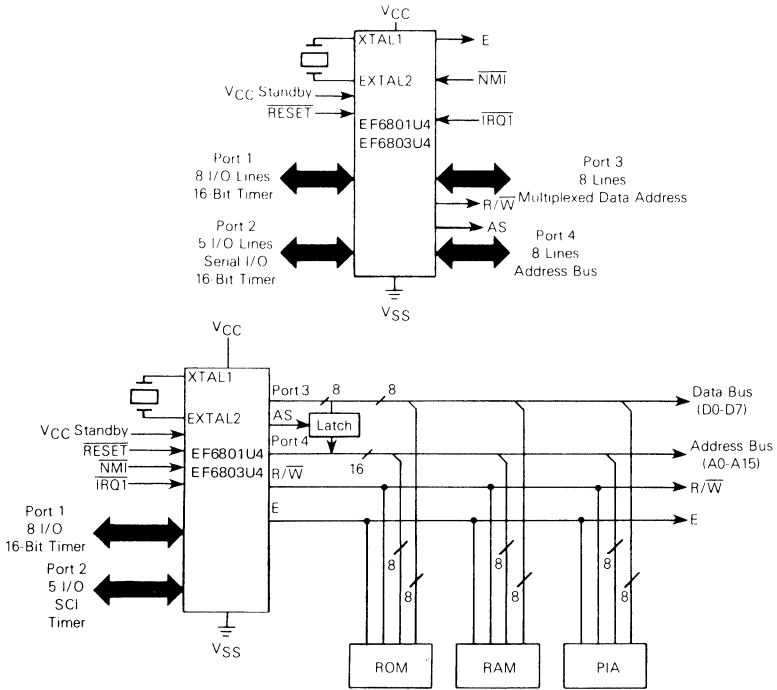 VCC
XTAL1
E
EXTAL2
NMI
VCC Standby
RESET
EF6801U4
IRQ1
EF6803U4
Port 1
8 I/O Lines
16-Bit Timer
Port 3
8 Lines
Multiplexed Data Address
R/W
AS
Port 2
5 I/O Lines
Serial I/O
16-Bit Timer
Port 4
8 Lines
Address Bus
VSS
VCC
XTAL1
Port 3
8
8
Data Bus
(D0-D7)
EXTAL2
AS
Latch
VCC Standby
Port 4
Address Bus
(A0-A15)
RESET
EF6801U4
16
NMI
EF6803U4
R/W
R/W
IRQ1
E
E
Port 1
8 I/O
16-Bit Timer
Port 2
5 I/O
SCI
Timer
8
8
8
8
8
8
VSS
ROM
RAM
PIA